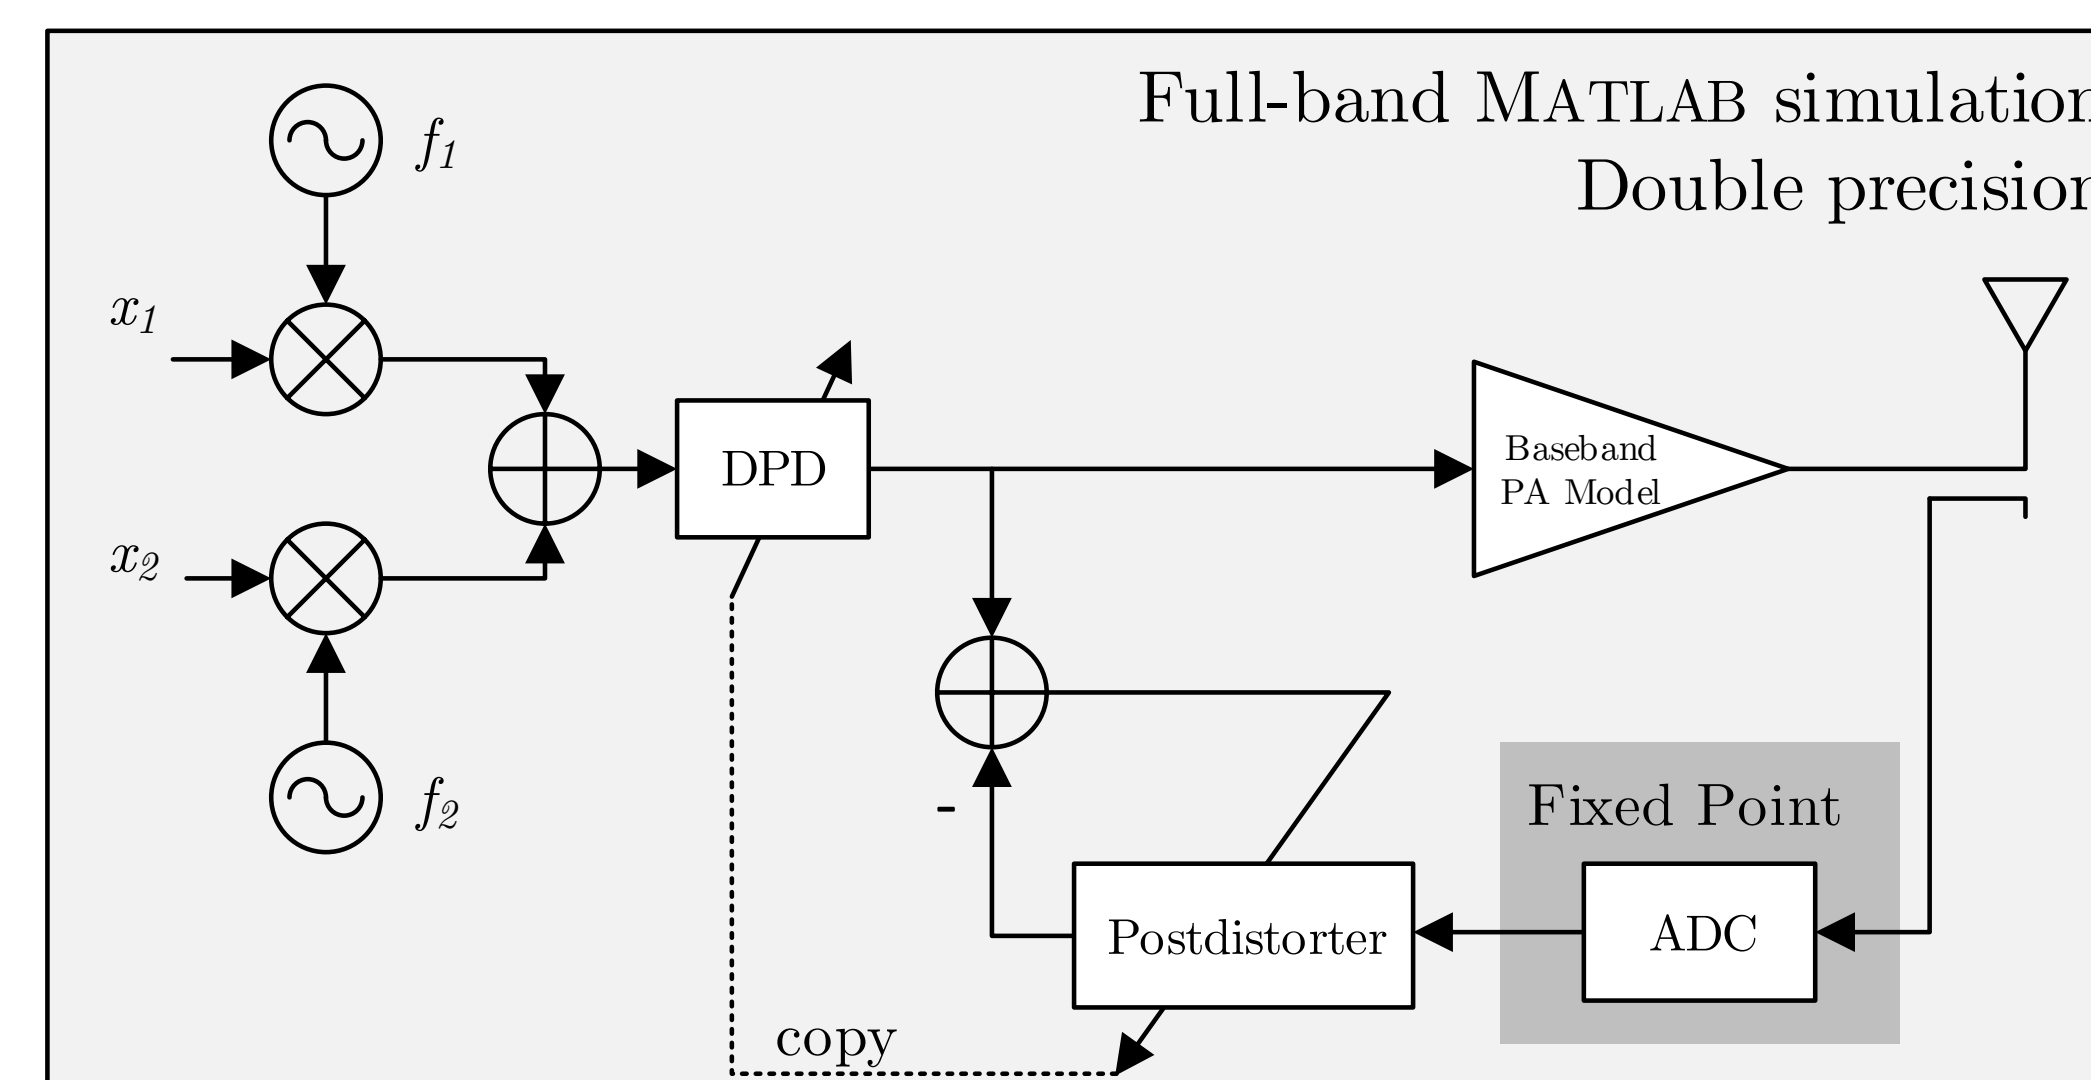 Full-band MATLAB simulation
Double precision
f1
x1
DPD
Baseband
PA Model
x2
f2
-
Fixed Point
Postdistorter
ADC
copy